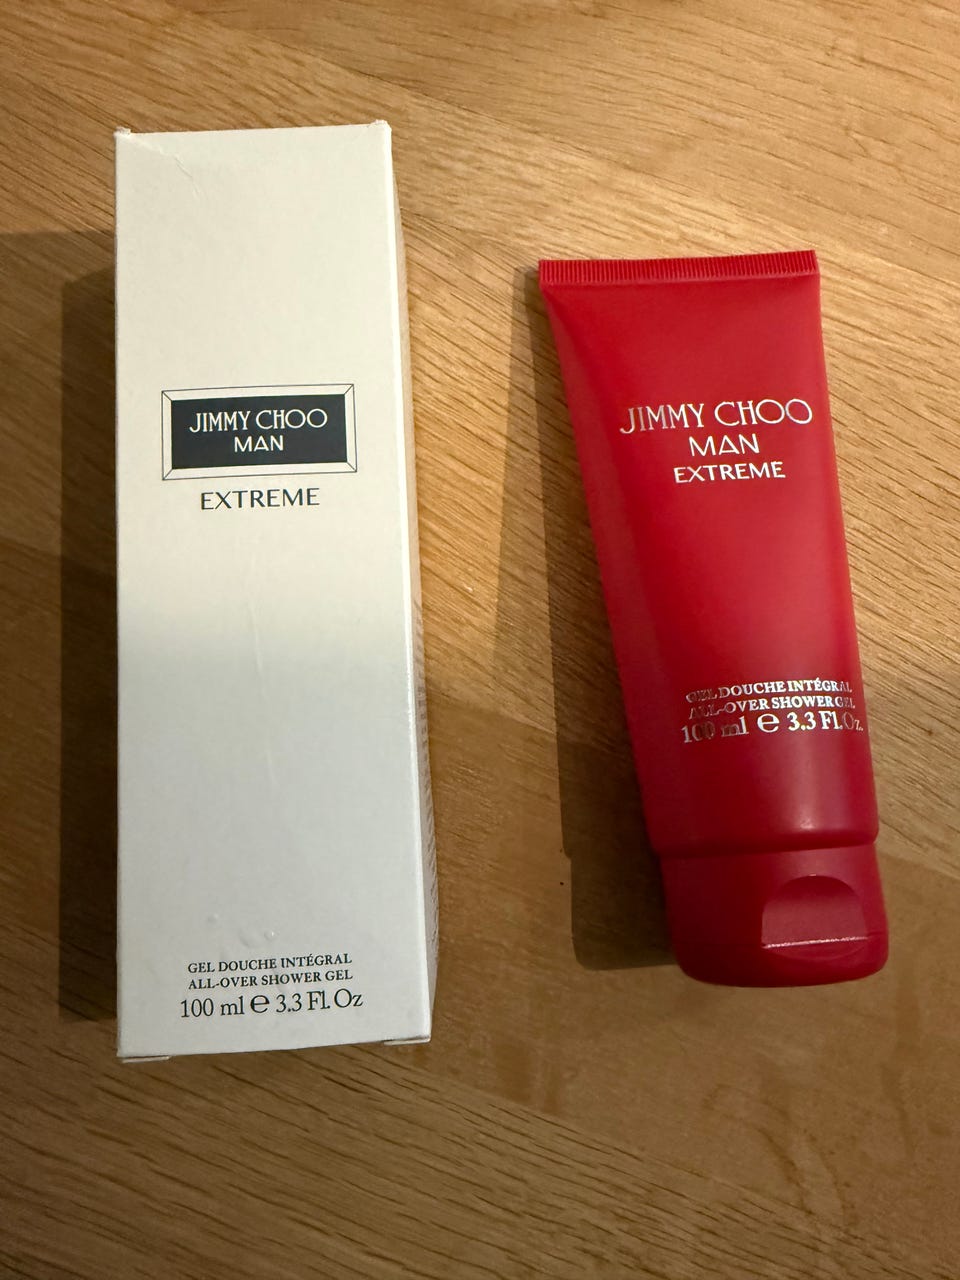 JIMMY CHOO
MAN
EXTREME
GEL DOUCHE INTÉGRAL
ALL-OVER SHOWER GEL
100 ml ℮ 3.3 Fl. Oz
JIMMY CHOO
MAN
EXTREME
GEL DOUCHE INTÉGRAL
ALL-OVER SHOWER GEL
100 ml ℮ 3.3 Fl. Oz.